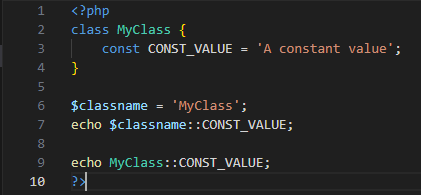 1 <?php
2 class MyClass {
3     const CONST_VALUE = 'A constant value';
4 }
5
6 $classname = 'MyClass';
7 echo $classname::CONST_VALUE;
8
9 echo MyClass::CONST_VALUE;
10 ?>